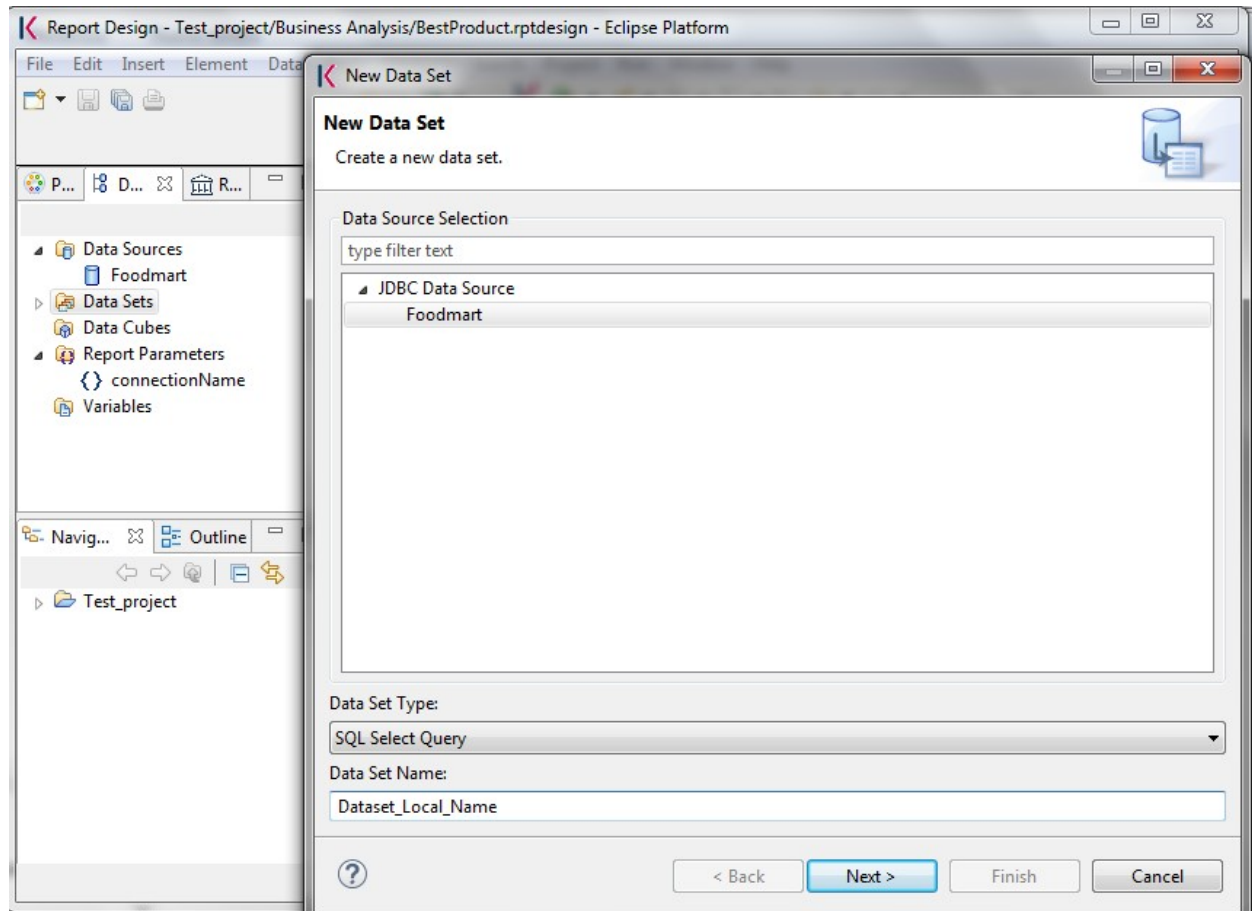 Report Design - Test_project/Business Analysis/BestProduct.rptdesign - Eclipse Platform
File Edit Insert Element Data
New Data Set
New Data Set
Create a new data set.
P... D... R...
Data Sources
Foodmart
Data Sets
Data Cubes
Report Parameters
{} connectionName
Variables
Data Source Selection
type filter text
JDBC Data Source
Foodmart
Navig... Outline
Test_project
Data Set Type:
SQL Select Query
Data Set Name:
Dataset_Local_Name
? < Back Next > Finish Cancel